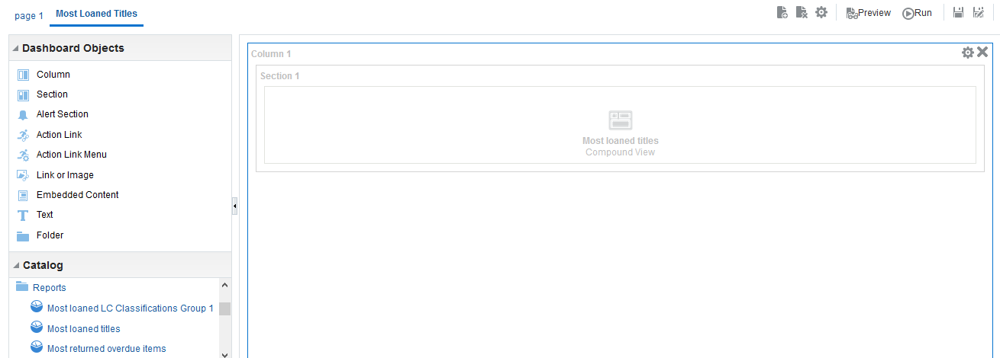 page 1
Most Loaned Titles
Preview
Run
Dashboard Objects
Column
Section
Alert Section
Action Link
Action Link Menu
Link or Image
Embedded Content
Text
Folder
Catalog
Reports
Most loaned LC Classifications Group 1
Most loaned titles
Most returned overdue items
Column 1
Section 1
Most loaned titles
Compound View